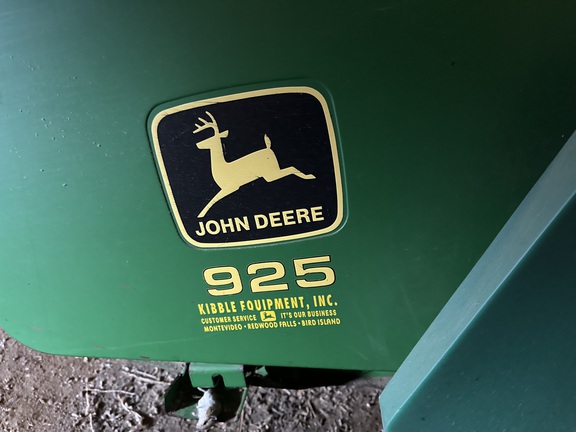 JOHN DEERE
925
KIBBLE EQUIPMENT, INC.
CUSTOMER SERVICE IT'S OUR BUSINESS
MONTEVIDEO · REDWOOD FALLS · BIRD ISLAND